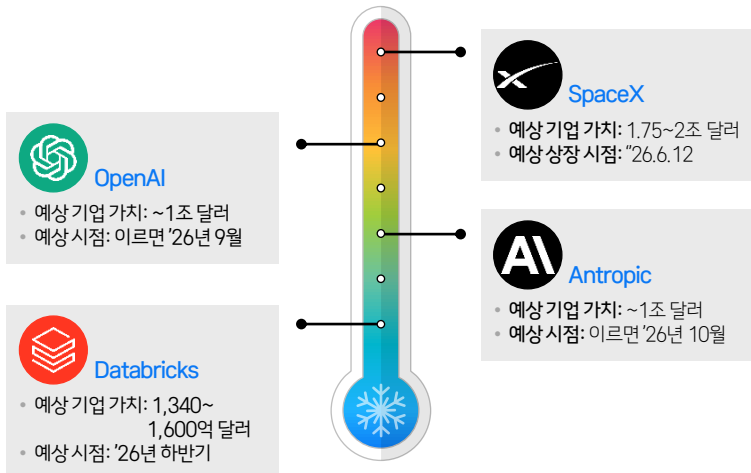 SpaceX
• 예상 기업 가치: 1.75~2조 달러
• 예상 상장 시점: ’’26.6.12
OpenAI
• 예상 기업 가치: ~1조 달러
• 예상 시점: 이르면 ’26년 9월
AI
Antropic
• 예상 기업 가치: ~1조 달러
• 예상 시점: 이르면 ’26년 10월
Databricks
• 예상 기업 가치: 1,340~
1,600억 달러
• 예상 시점: ’26년 하반기